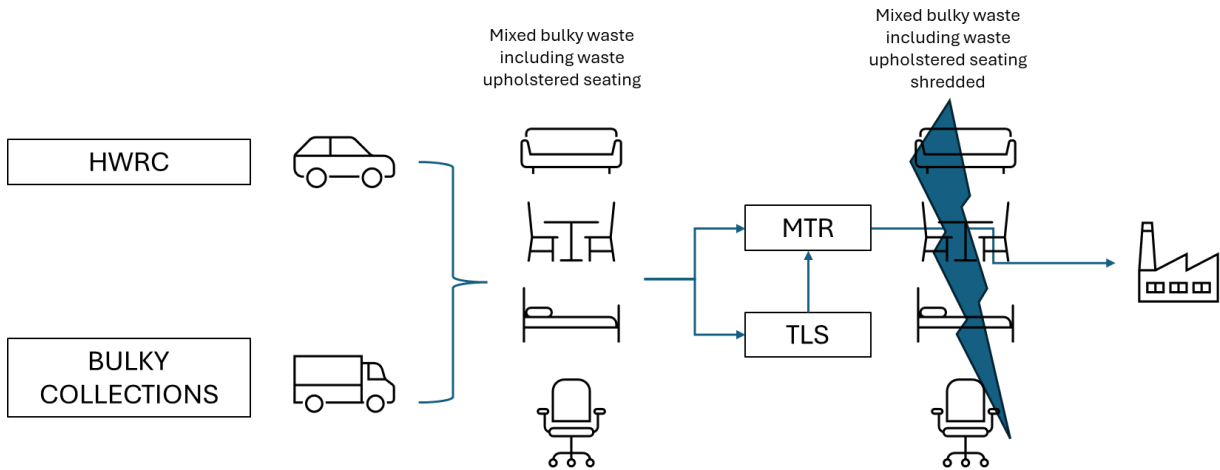 Mixed bulky waste
including waste
upholstered seating
Mixed bulky waste
including waste
upholstered seating
shredded
HWRC
MTR
TLS
BULKY
COLLECTIONS